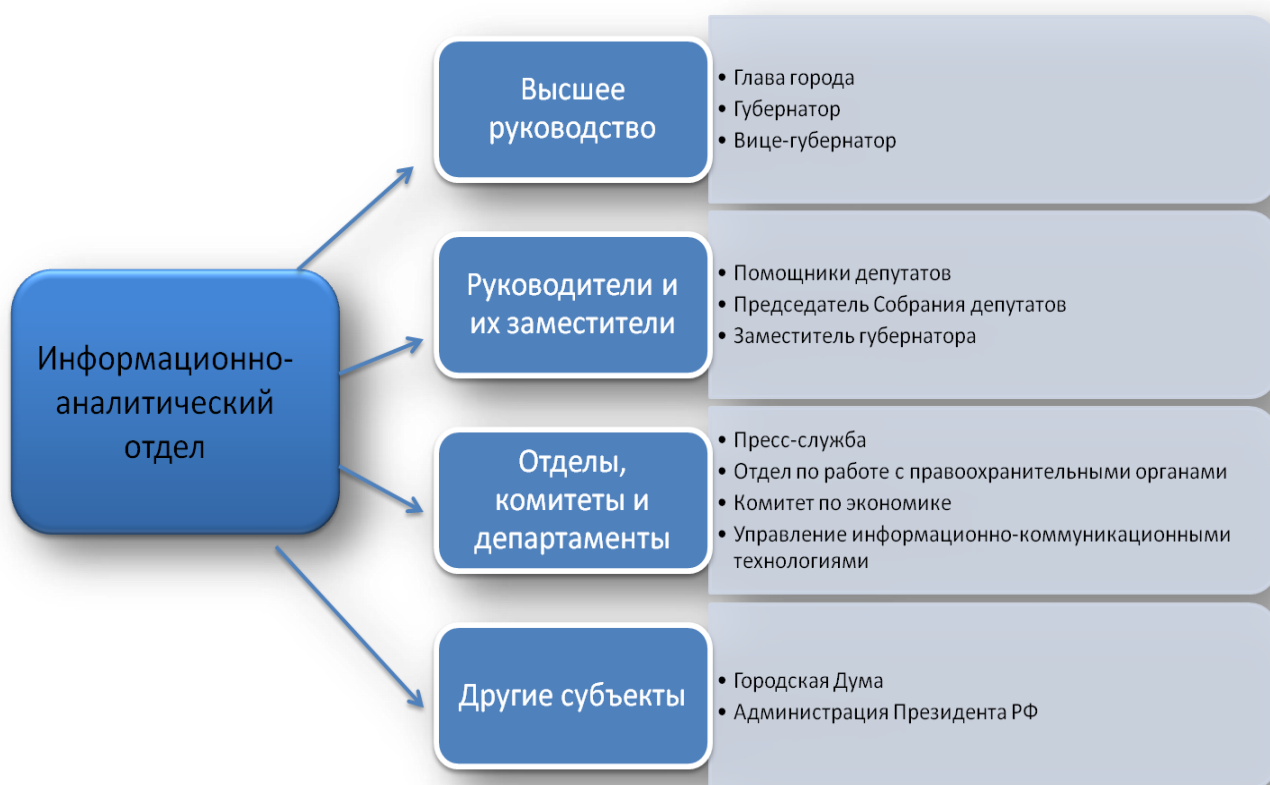 Информационно-
аналитический
отдел
Высшее
руководство
• Глава города
• Губернатор
• Вице-губернатор
Руководители и
их заместители
• Помощники депутатов
• Председатель Собрания депутатов
• Заместитель губернатора
Отделы,
комитеты и
департаменты
• Пресс-служба
• Отдел по работе с правоохранительными органами
• Комитет по экономике
• Управление информационно-коммуникационными
технологиями
Другие субъекты
• Городская Дума
• Администрация Президента РФ